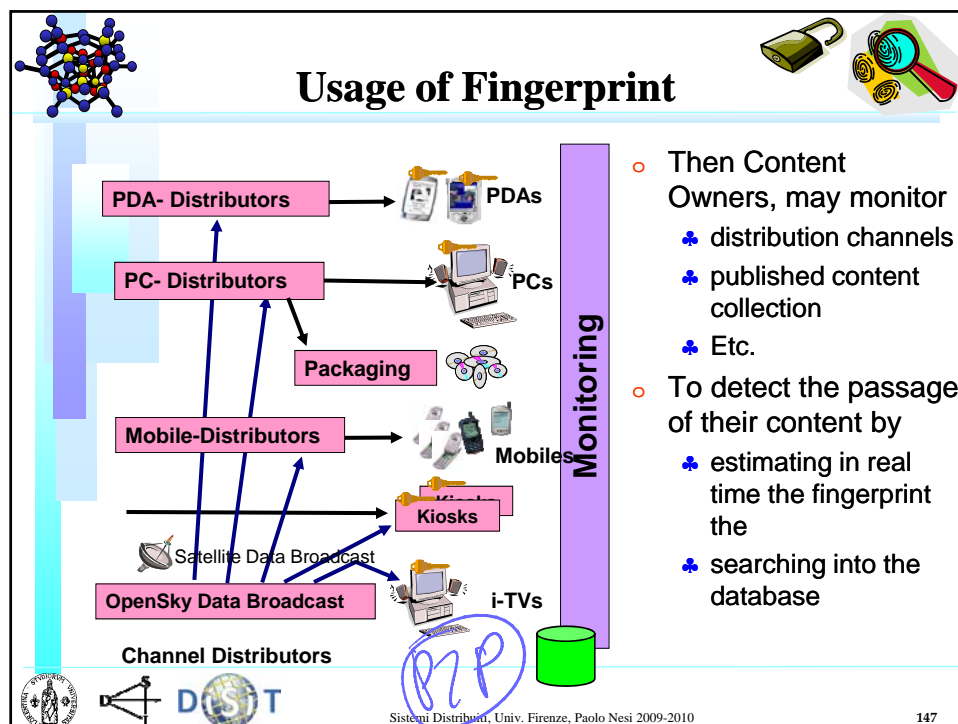 Usage of Fingerprint
PDA- Distributors
PDAs
PC- Distributors
PCs
Packaging
Mobile-Distributors
Mobiles
Kiosks
Kiosks
Satellite Data Broadcast
OpenSky Data Broadcast
i-TVs
Channel Distributors
Monitoring
o Then Content
Owners, may monitor
♣ distribution channels
♣ published content
collection
♣ Etc.
o To detect the passage
of their content by
♣ estimating in real
time the fingerprint
the
♣ searching into the
database
P2P
DISIT
Sistemi Distribuiti, Univ. Firenze, Paolo Nesi 2009-2010
147